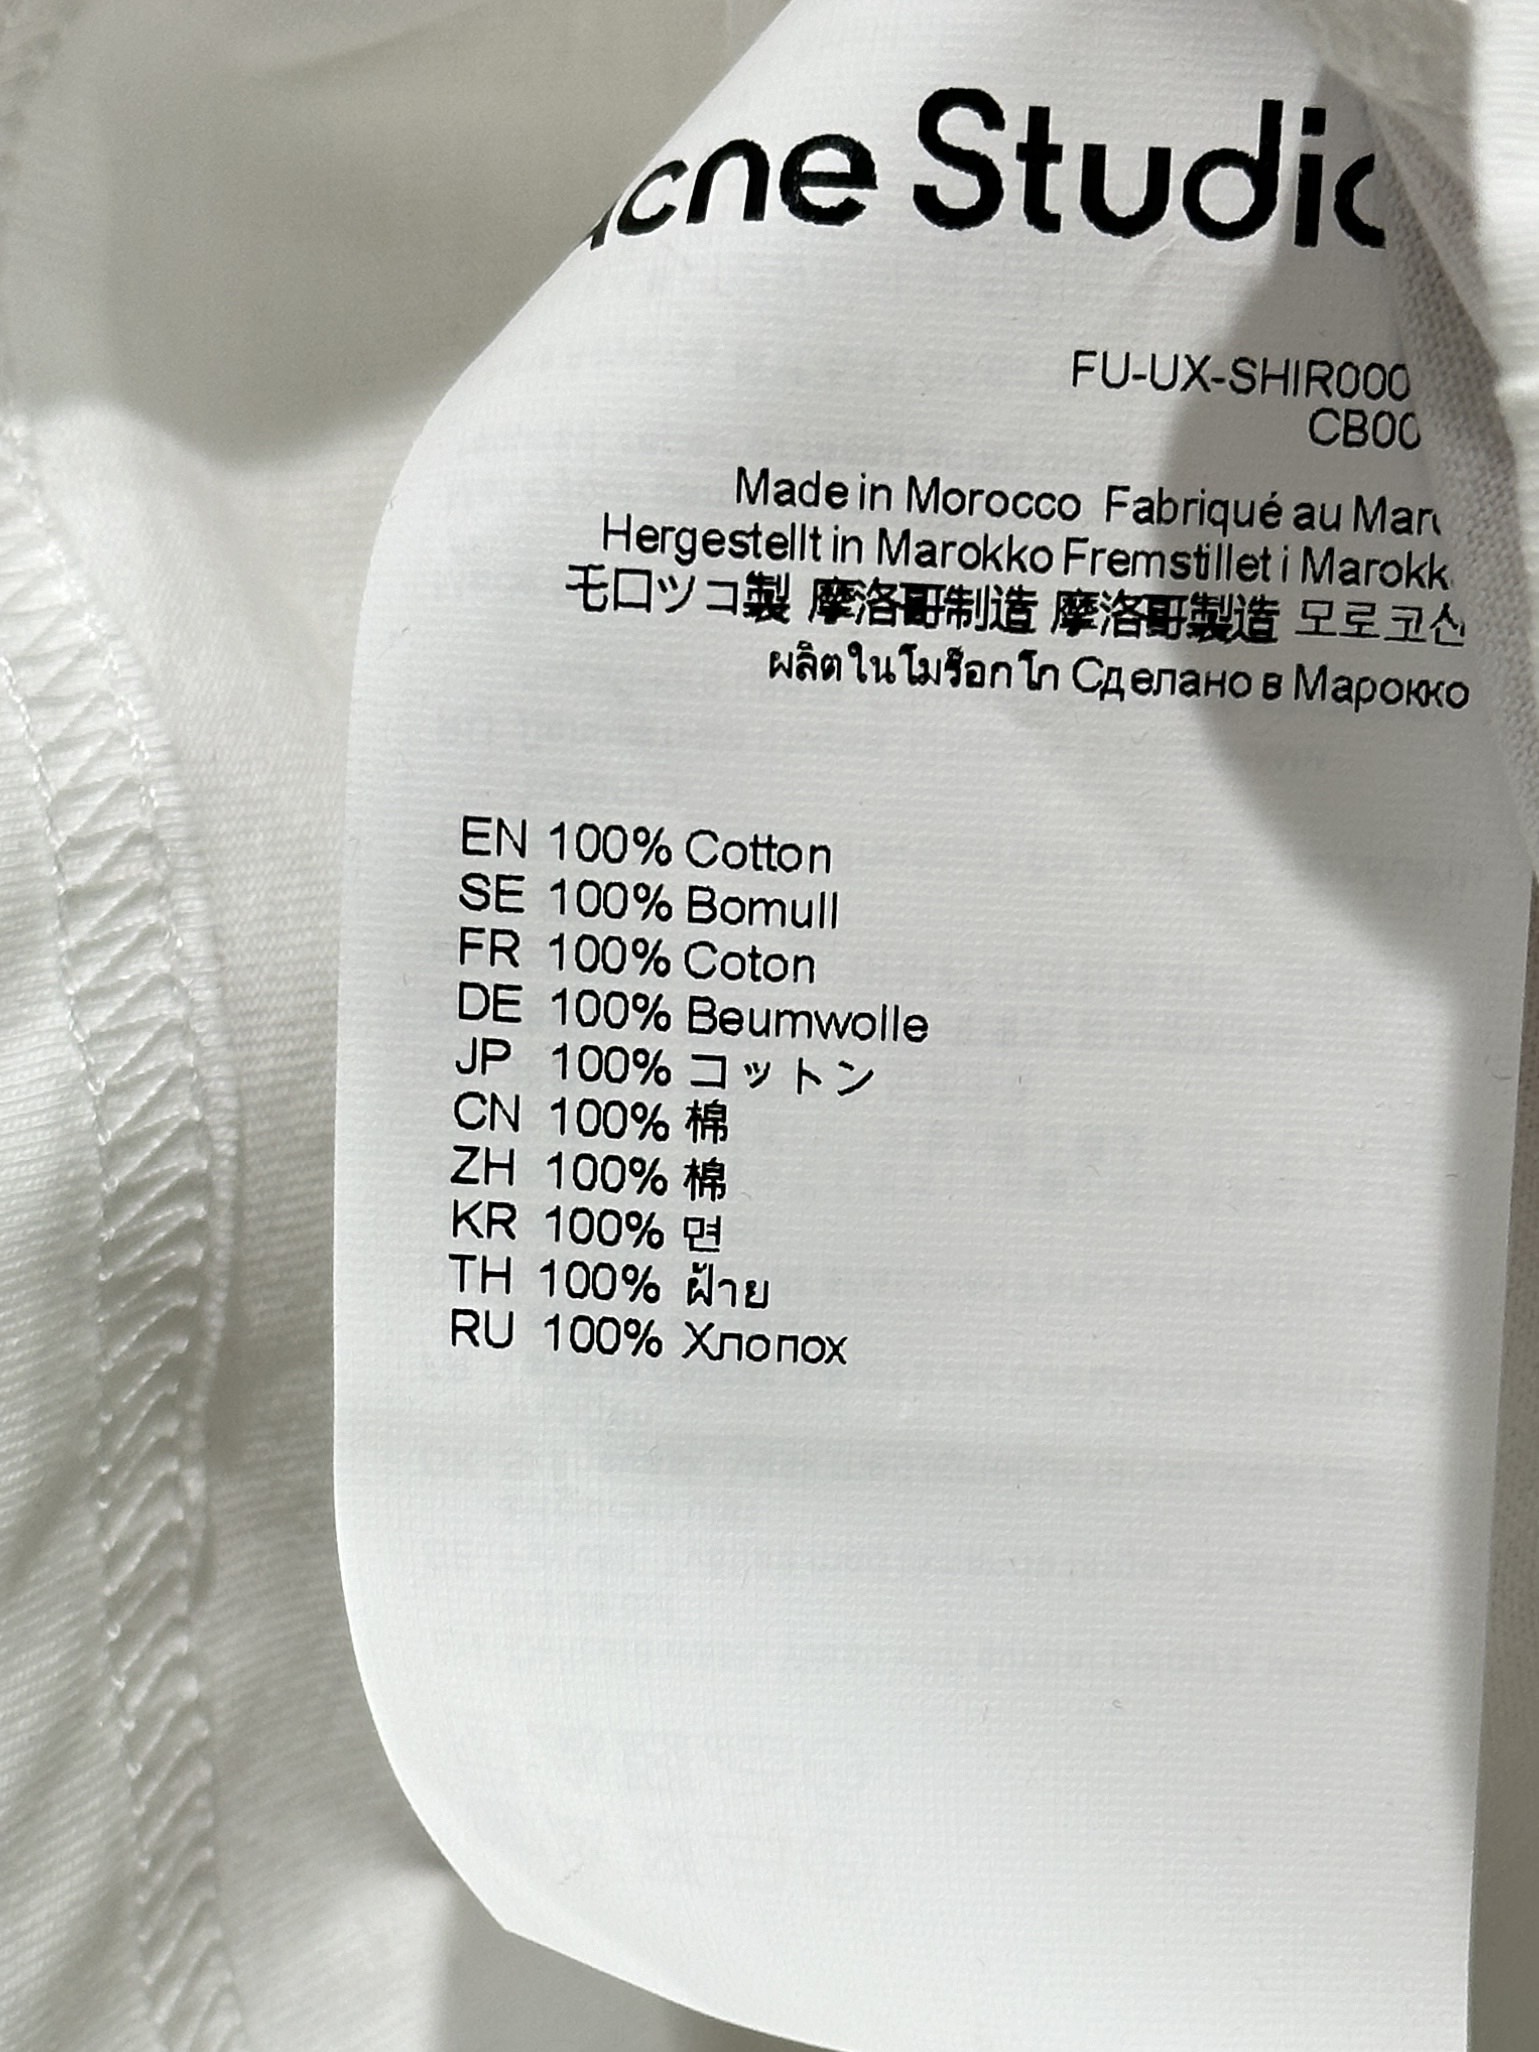 Acne Studio
FU-UX-SHIR000
CB00
Made in Morocco Fabriqué au Mar
Hergestellt in Marokko Fremstillet i Marokk
モロツコ製 摩洛哥制造 摩洛哥製造 모로코산
ผลิตในโมร็อกโก Сделано в Марокко
EN 100% Cotton
SE 100% Bomull
FR 100% Coton
DE 100% Beumwolle
JP 100% コットン
CN 100% 棉
ZH 100% 棉
KR 100% 면
TH 100% ฝ้าย
RU 100% Хлопох